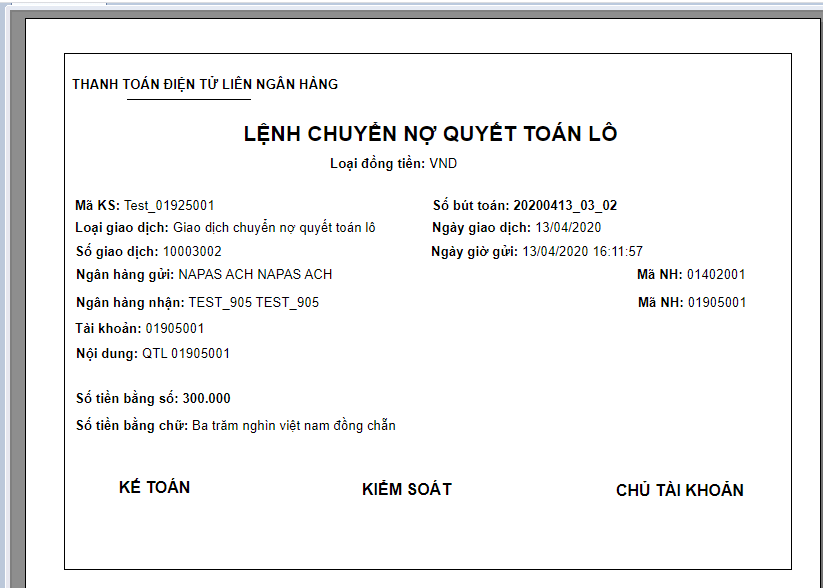 THANH TOÁN ĐIỆN TỬ LIÊN NGÂN HÀNG
LỆNH CHUYỂN NỢ QUYẾT TOÁN LÔ
Loại đồng tiền: VND
Mã KS: Test_01925001 Số bút toán: 20200413_03_02
Loại giao dịch: Giao dịch chuyển nợ quyết toán lô Ngày giao dịch: 13/04/2020
Số giao dịch: 10003002 Ngày giờ gửi: 13/04/2020 16:11:57
Ngân hàng gửi: NAPAS ACH NAPAS ACH Mã NH: 01402001
Ngân hàng nhận: TEST_905 TEST_905 Mã NH: 01905001
Tài khoản: 01905001
Nội dung: QTL 01905001
Số tiền bằng số: 300.000
Số tiền bằng chữ: Ba trăm nghìn việt nam đồng chẵn
KẾ TOÁN KIỂM SOÁT CHỦ TÀI KHOẢN